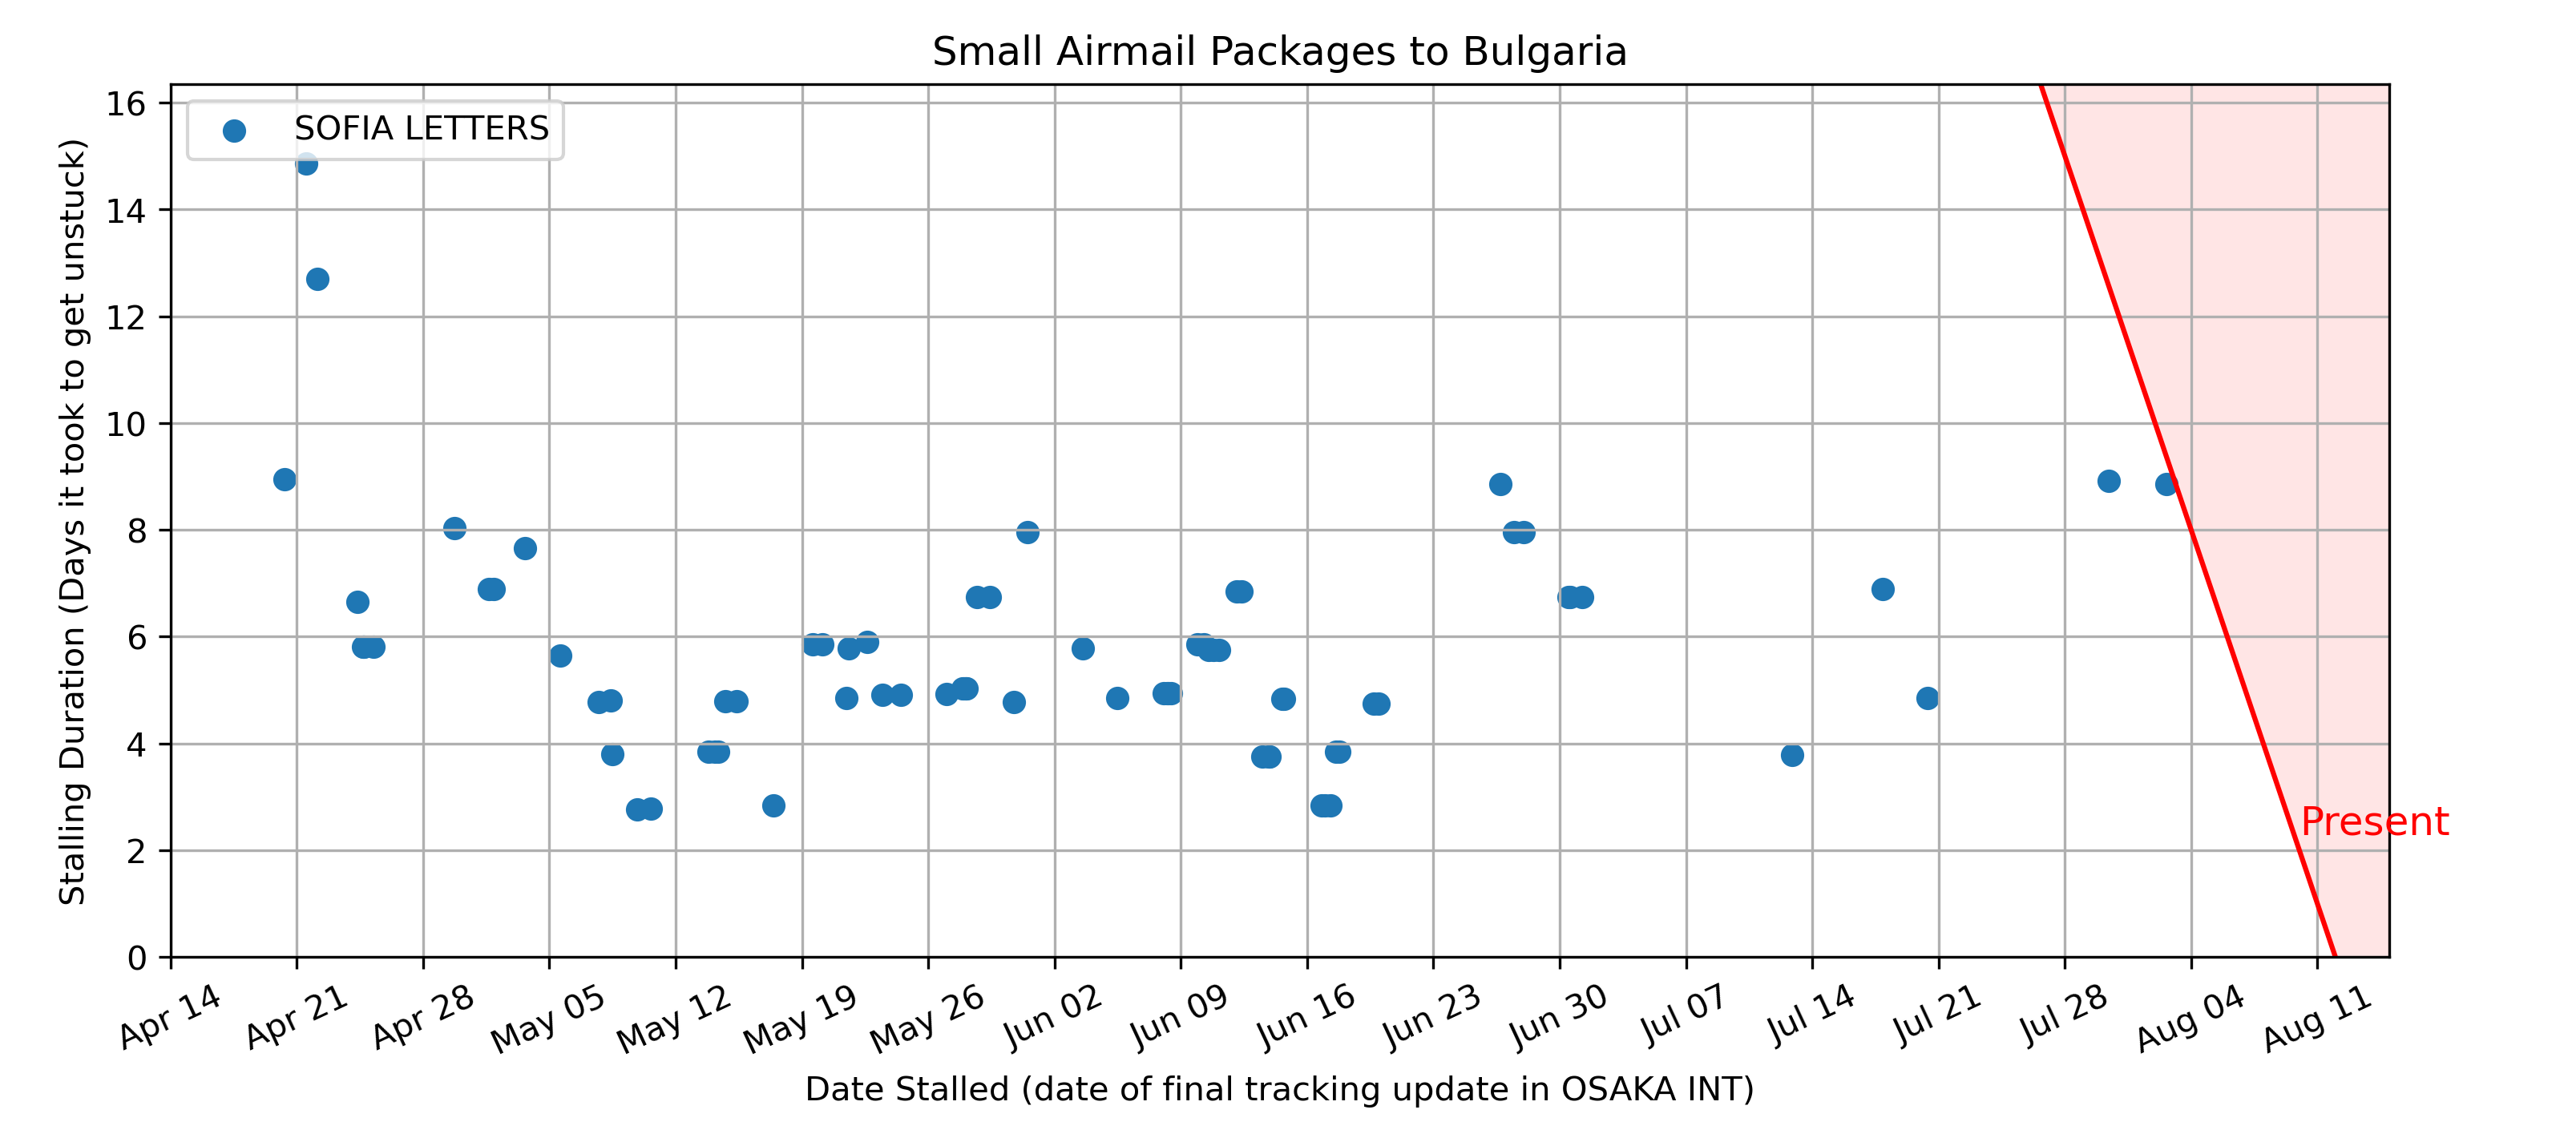 Small Airmail Packages to Bulgaria
SOFIA LETTERS
Stalling Duration (Days it took to get unstuck)
16
14
12
10
8
6
4
2
0
Present
Apr 14
Apr 21
Apr 28
May 05
May 12
May 19
May 26
Jun 02
Jun 09
Jun 16
Jun 23
Jun 30
Jul 07
Jul 14
Jul 21
Jul 28
Aug 04
Aug 11
Date Stalled (date of final tracking update in OSAKA INT)